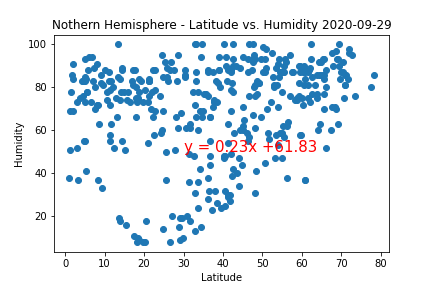 Nothern Hemisphere - Latitude vs. Humidity 2020-09-29
100
80
60
40
20
Humidity
y = 0.23x +61.83
0 10 20 30 40 50 60 70 80
Latitude